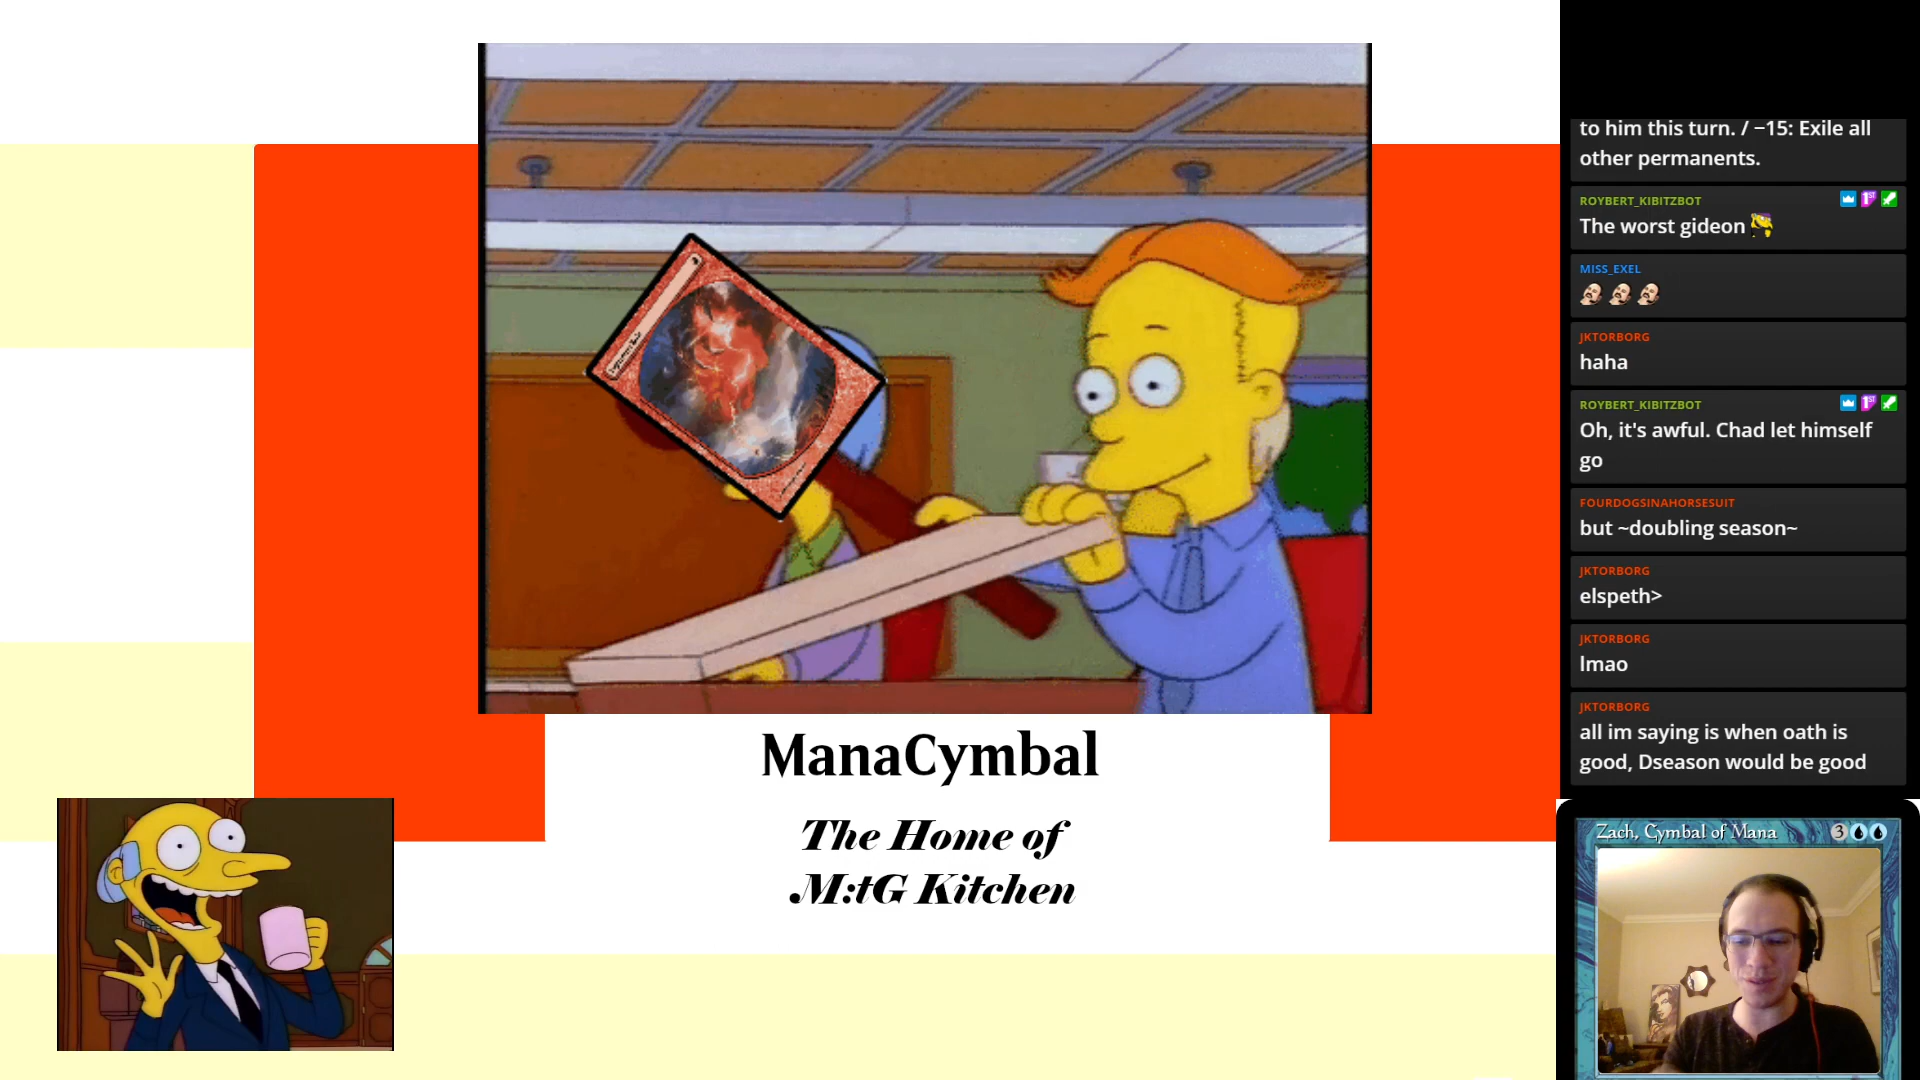 ManaCymbal
The Home of
M:tG Kitchen
to him this turn. / −15: Exile all
other permanents.
ROYBERT_KIBITZBOT
The worst gideon
MISS_EXEL
JKTORBORG
haha
ROYBERT_KIBITZBOT
Oh, it's awful. Chad let himself
go
FOURDOGSINAHORSESUIT
but ~doubling season~
JKTORBORG
elspeth>
JKTORBORG
lmao
JKTORBORG
all im saying is when oath is
good, Dseason would be good
Zach, Cymbal of Mana 3